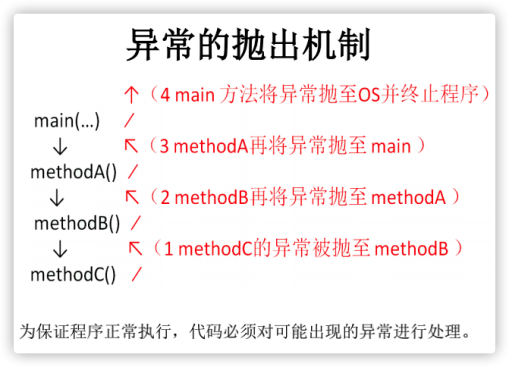 异常的抛出机制
↑（4 main 方法将异常抛至OS并终止程序）
main(…) /
↓ ↖（3 methodA再将异常抛至 main ）
methodA() /
↓ ↖（2 methodB再将异常抛至 methodA ）
methodB() /
↓ ↖（1 methodC的异常被抛至 methodB ）
methodC() /
为保证程序正常执行，代码必须对可能出现的异常进行处理。